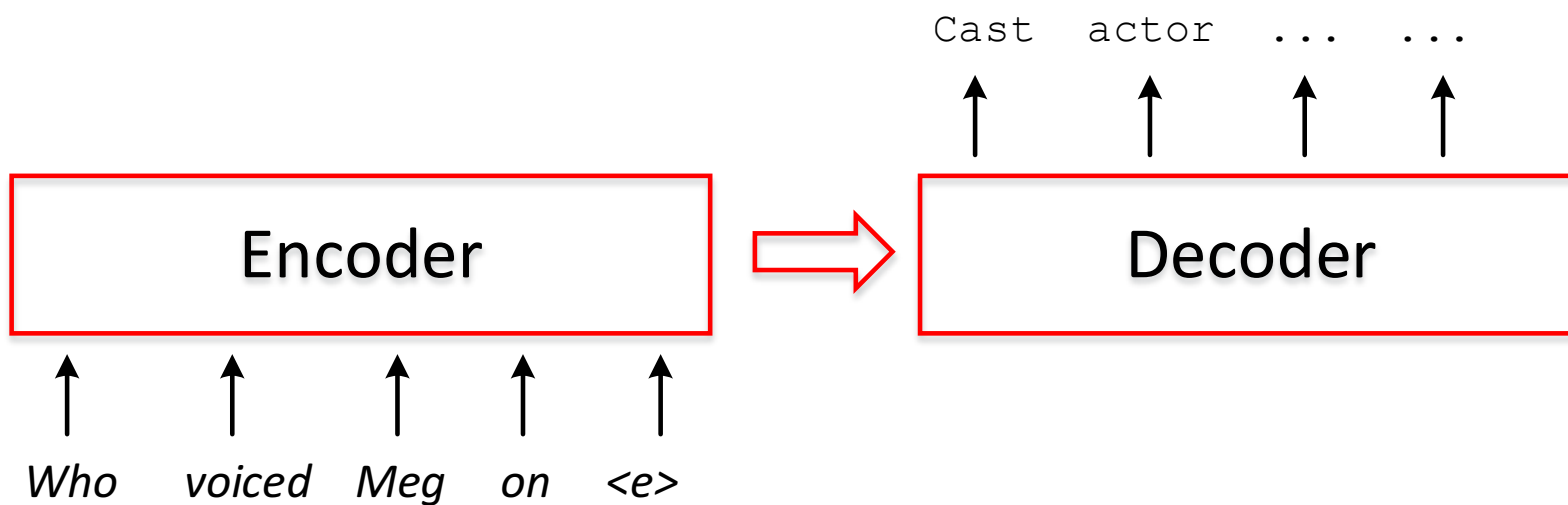 Cast actor ... ...
Encoder Decoder
Who voiced Meg on <e>